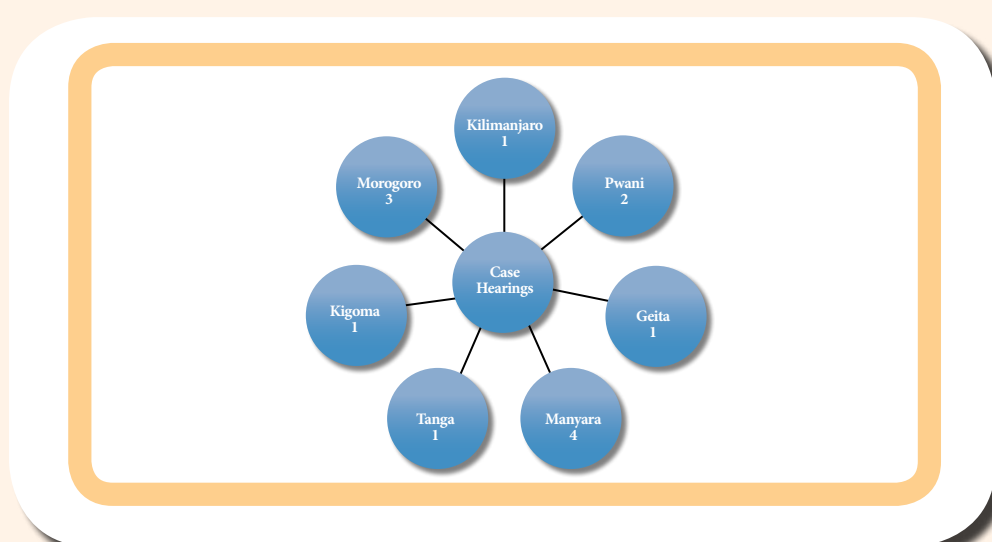 Kilimanjaro
1
Pwani
2
Geita
1
Manyara
4
Tanga
1
Kigoma
1
Morogoro
3
Case
Hearings